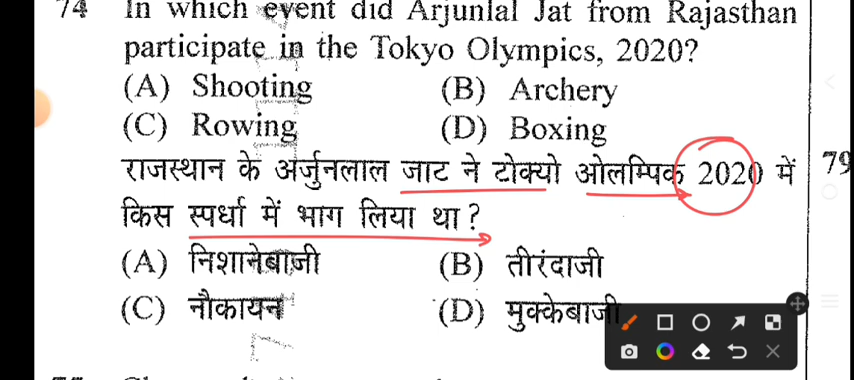 74 In which event did Arjunlal Jat from Rajasthan
participate in the Tokyo Olympics, 2020?
(A) Shooting (B) Archery
(C) Rowing (D) Boxing
राजस्थान के अर्जुनलाल जाट ने टोक्यो ओलम्पिक 2020 में 79
किस स्पर्धा में भाग लिया था?
(A) निशानेबाजी (B) तीरंदाजी
(C) नौकायन (D) मुक्केबाजी